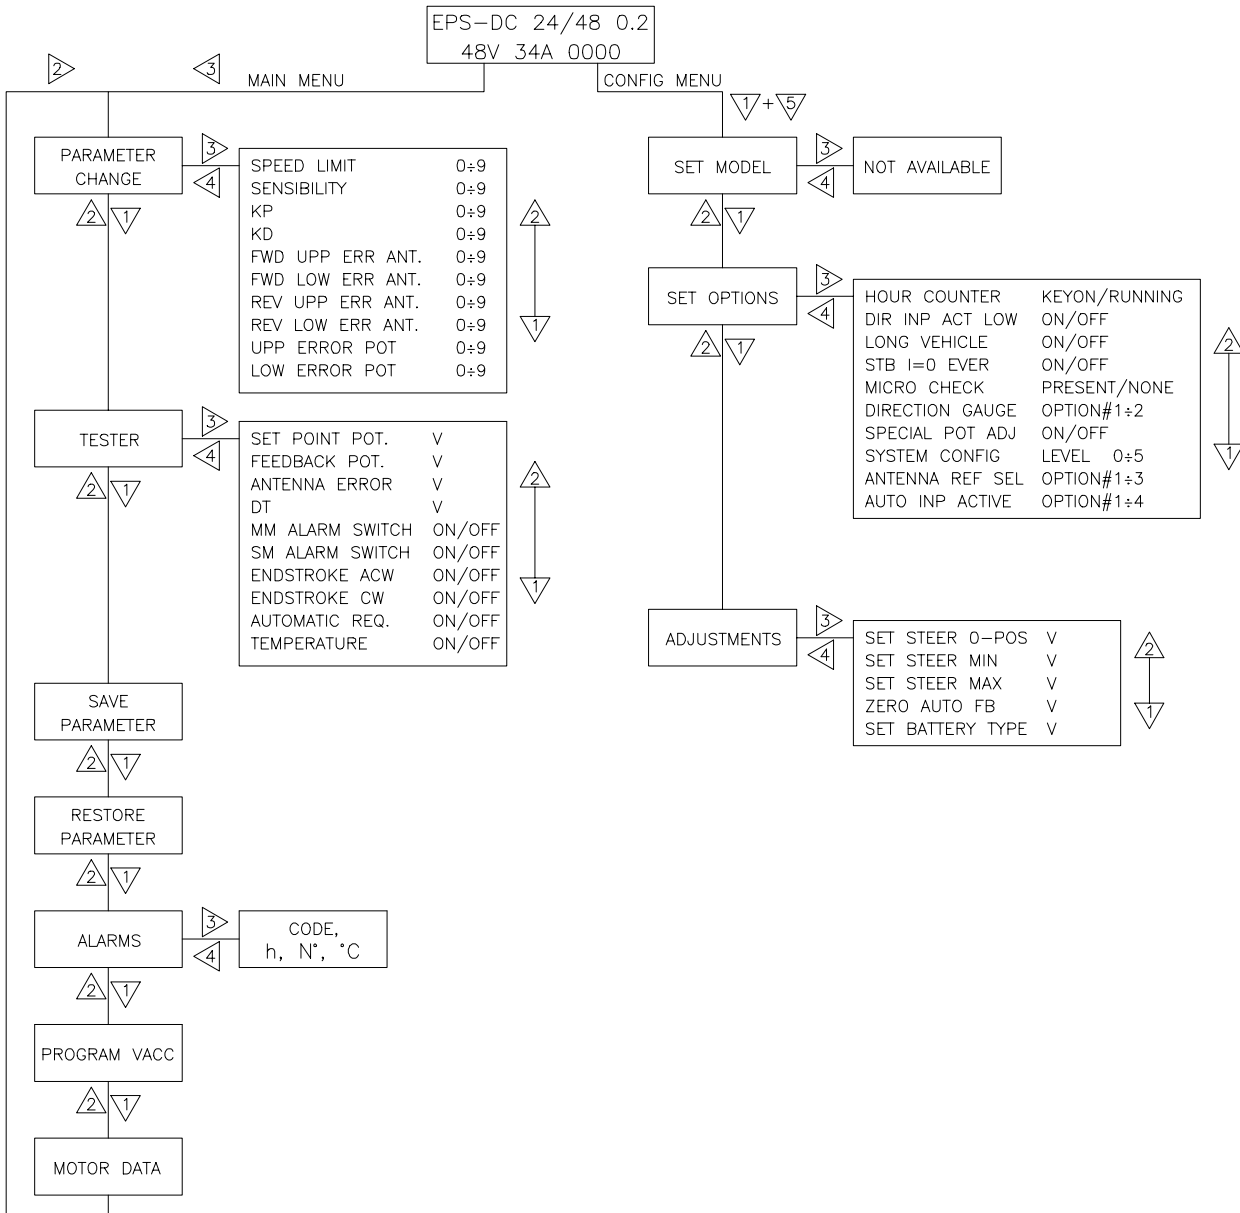 EPS-DC 24/48 0.2
48V 34A 0000
2
3
MAIN MENU
CONFIG MENU
1 + 5
PARAMETER
CHANGE
3
4
2
1
SPEED LIMIT 0÷9
SENSIBILITY 0÷9
KP 0÷9
KD 0÷9
FWD UPP ERR ANT. 0÷9
FWD LOW ERR ANT. 0÷9
REV UPP ERR ANT. 0÷9
REV LOW ERR ANT. 0÷9
UPP ERROR POT 0÷9
LOW ERROR POT 0÷9
2
1
TESTER
3
4
2
1
SET POINT POT. V
FEEDBACK POT. V
ANTENNA ERROR V
DT V
MM ALARM SWITCH ON/OFF
SM ALARM SWITCH ON/OFF
ENDSTROKE ACW ON/OFF
ENDSTROKE CW ON/OFF
AUTOMATIC REQ. ON/OFF
TEMPERATURE ON/OFF
2
1
SAVE
PARAMETER
2
1
RESTORE
PARAMETER
2
1
ALARMS
3
4
2
1
CODE,
h, N°, °C
PROGRAM VACC
2
1
MOTOR DATA
SET MODEL
3
4
2
1
NOT AVAILABLE
SET OPTIONS
3
4
2
1
HOUR COUNTER KEYON/RUNNING
DIR INP ACT LOW ON/OFF
LONG VEHICLE ON/OFF
STB I=0 EVER ON/OFF
MICRO CHECK PRESENT/NONE
DIRECTION GAUGE OPTION#1÷2
SPECIAL POT ADJ ON/OFF
SYSTEM CONFIG LEVEL 0÷5
ANTENNA REF SEL OPTION#1÷3
AUTO INP ACTIVE OPTION#1÷4
2
1
ADJUSTMENTS
3
4
SET STEER 0-POS V
SET STEER MIN V
SET STEER MAX V
ZERO AUTO FB V
SET BATTERY TYPE V
2
1